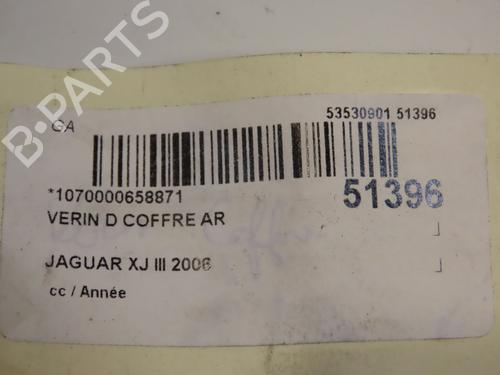 B-PARTS
GA
53530901 51396
*1070000658871
51396
VERIN D COFFRE AR
JAGUAR XJ III 2006
cc / Année